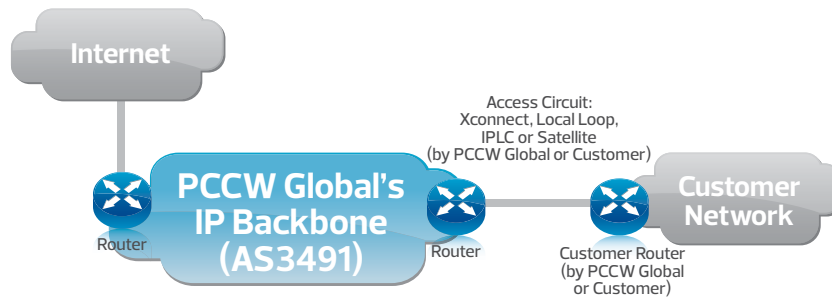 Internet
Access Circuit:
Xconnect, Local Loop,
IPLC or Satellite
(by PCCW Global or Customer)
PCCW Global’s
IP Backbone
(AS3491)
Router
Router
Customer
Network
Customer Router
(by PCCW Global
or Customer)